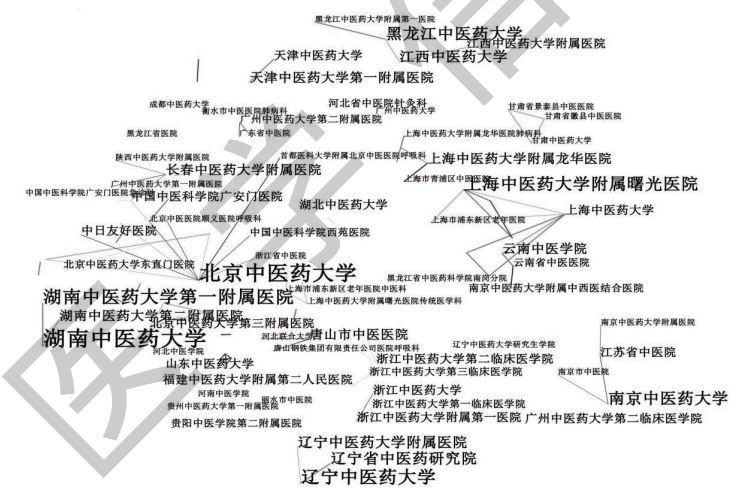 黑龙江中医药大学附属第一医院
黑龙江中医药大学
江西中医药大学附属医院
江西中医药大学
天津中医药大学
天津中医药大学第一附属医院
成都中医药大学
衡水市中医医院肺病科
河北省中医院针灸科
广州中医药大学
广州中医药大学第二附属医院
广东省中医院
黑龙江省医院
甘肃省景泰县中医医院
甘肃省徽县中医医院
甘肃中医药大学
上海中医药大学附属龙华医院肺病科
陕西中医药大学附属医院
首都医科大学附属北京中医医院呼吸科
上海中医药大学附属龙华医院
长春中医药大学附属医院
上海市青浦区中医医院
上海中医药大学附属曙光医院
广州中医药大学第一附属医院
中国中医科学院广安门医院急诊科
中国中医科学院广安门医院
湖北中医药大学
上海中医药大学
北京中医医院顺义医院呼吸科
上海市浦东新区老年医院
中日友好医院
中国中医科学院西苑医院
云南中医学院
浙江省中医院
云南省中医医院
北京中医药大学东直门医院
北京中医药大学
黑龙江省中医药科学院南岗分院
南京中医药大学附属中西医结合医院
上海市浦东新区老年医院中医科
湖南中医药大学第一附属医院
上海中医药大学附属曙光医院传统医学科
湖南中医药大学第二附属医院
北京中医药大学第三附属医院
湖南中医药大学
河北联合大学
唐山市中医医院
唐山钢铁集团有限责任公司医院呼吸科
南京中医药大学附属医院
辽宁中医药大学研究生学院
河北中医学院
浙江中医药大学第二临床医学院
江苏省中医院
山东中医药大学
浙江中医药大学第三临床医学院
南京市中医院
福建中医药大学附属第二人民医院
河南中医学院
浙江中医药大学
丽水市中医院
南京中医药大学
贵州中医药大学第一附属医院
浙江中医药大学第一临床医学院
浙江中医药大学附属第一医院
广州中医药大学第二临床医学院
贵阳中医学院第二附属医院
辽宁中医药大学附属医院
辽宁省中医药研究院
辽宁中医药大学